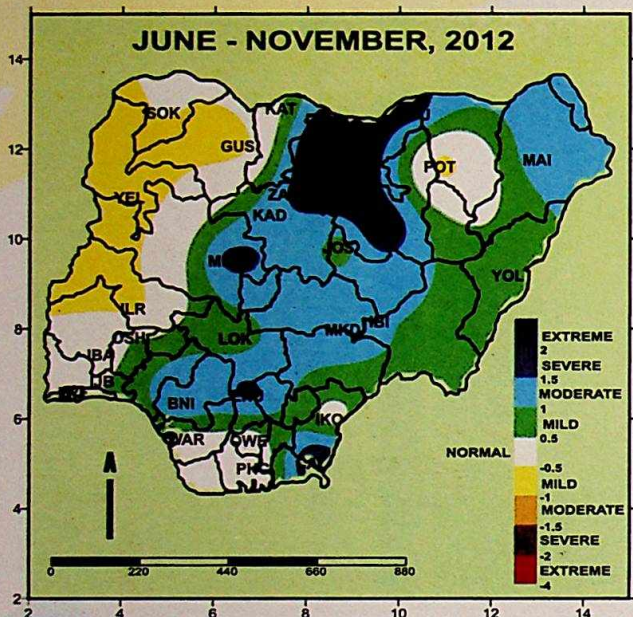 JUNE - NOVEMBER, 2012
14
12
10
8
6
4
2
SOK
KAT
GUS
POT
MAI
YEL
ZA
KAD
JOS
YOL
ILR
OSH
LOK
MKD
IBI
IBA
BNI
IKO
WAR
OWE
PHC
EXTREME
2
SEVERE
1.5
MODERATE
1
MILD
0.5
NORMAL
-0.5
MILD
-1
MODERATE
-1.5
SEVERE
-2
EXTREME
-4
0 220 440 660 880
2 4 6 8 10 12 14